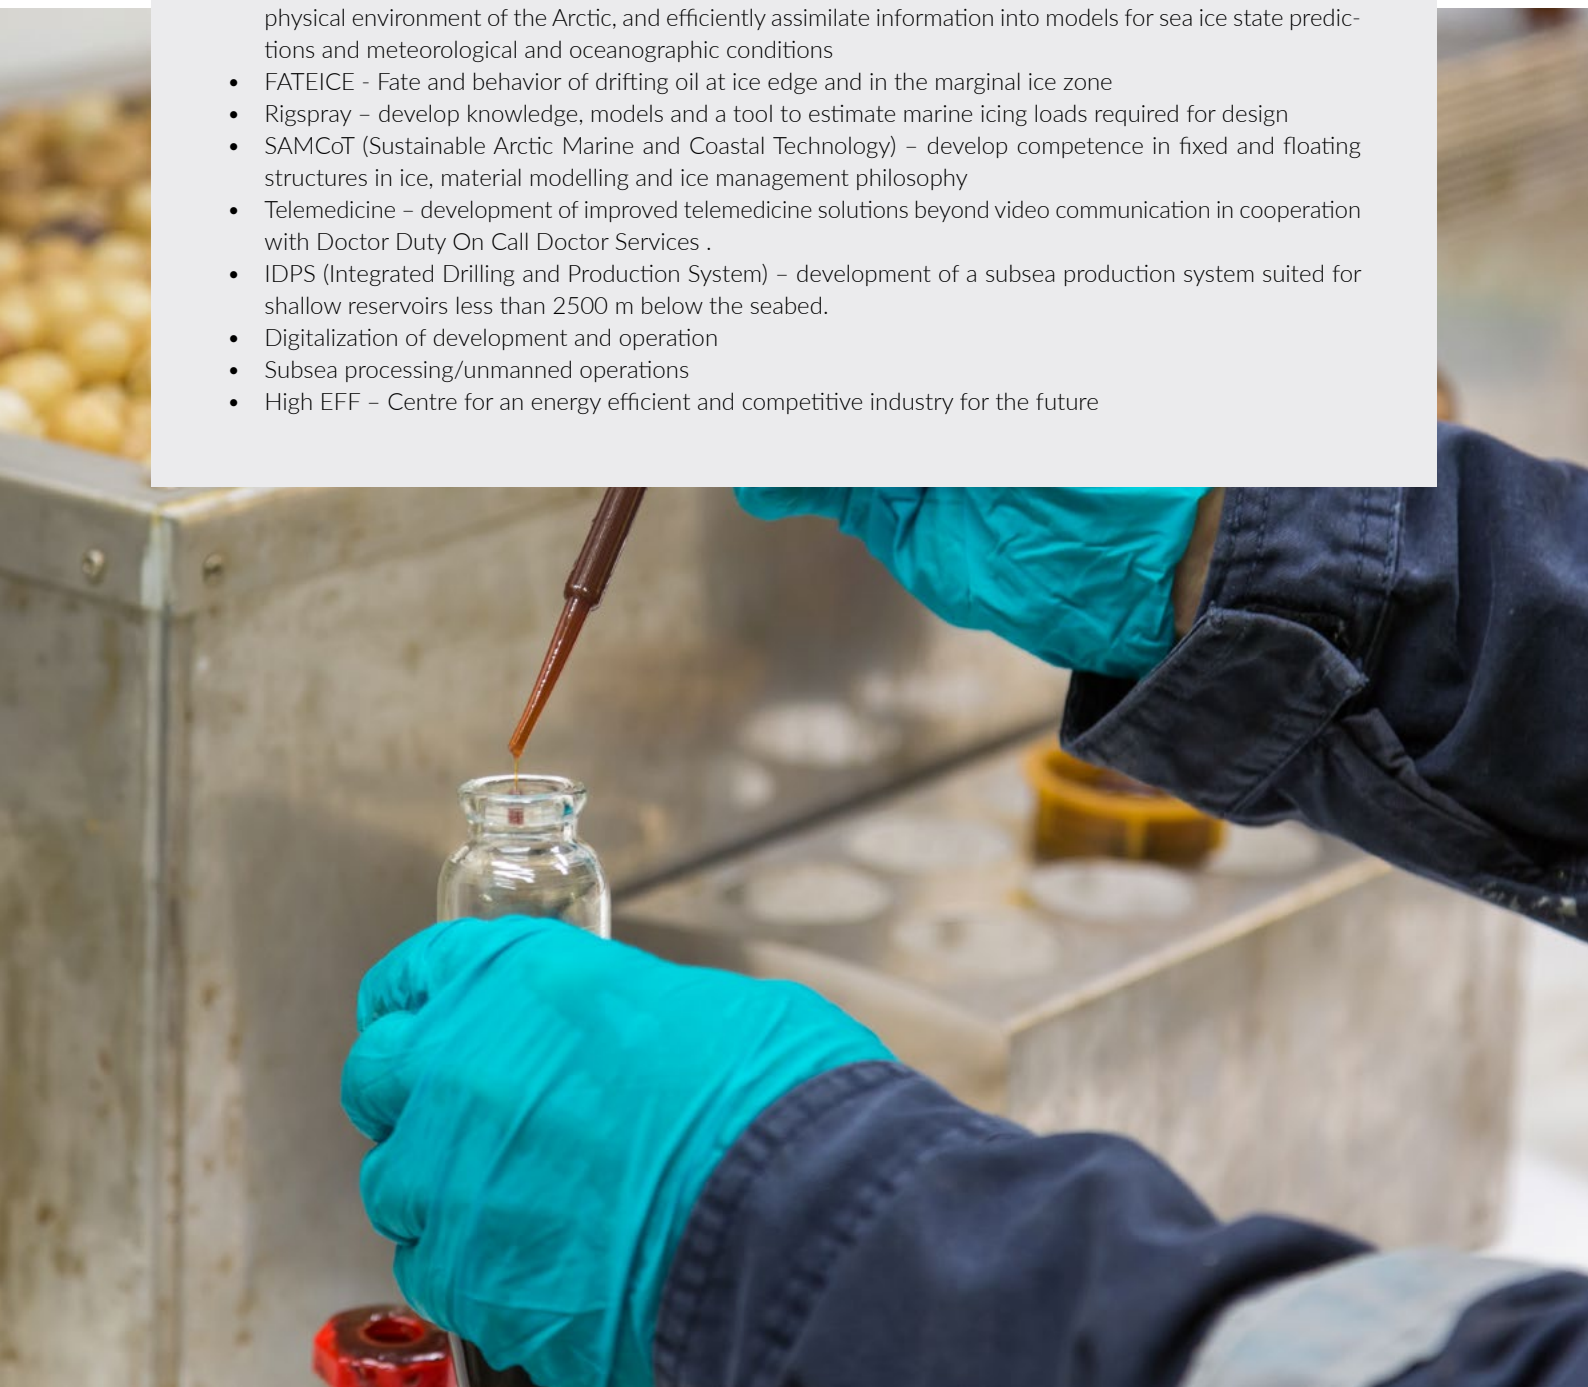 physical environment of the Arctic, and efficiently assimilate information into models for sea ice state predic-
tions and meteorological and oceanographic conditions
• FATEICE - Fate and behavior of drifting oil at ice edge and in the marginal ice zone
• Rigspray – develop knowledge, models and a tool to estimate marine icing loads required for design
• SAMCoT (Sustainable Arctic Marine and Coastal Technology) – develop competence in fixed and floating
structures in ice, material modelling and ice management philosophy
• Telemedicine – development of improved telemedicine solutions beyond video communication in cooperation
with Doctor Duty On Call Doctor Services .
• IDPS (Integrated Drilling and Production System) – development of a subsea production system suited for
shallow reservoirs less than 2500 m below the seabed.
• Digitalization of development and operation
• Subsea processing/unmanned operations
• High EFF – Centre for an energy efficient and competitive industry for the future